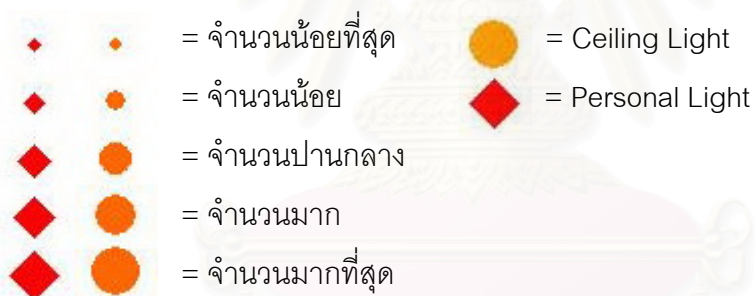 = จำนวนน้อยที่สุด = Ceiling Light
= จำนวนน้อย = Personal Light
= จำนวนปานกลาง
= จำนวนมาก
= จำนวนมากที่สุด